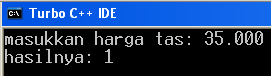 Turbo C++ IDE
masukkan harga tas: 35.000
hasilnya: 1